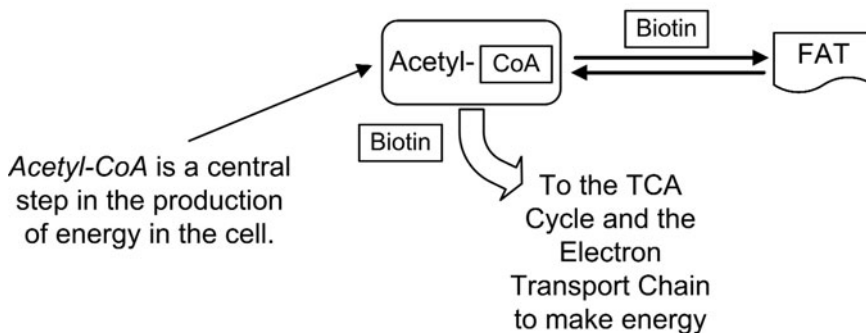 Biotin
Acetyl- CoA
FAT
Biotin
Acetyl-CoA is a central
step in the production
of energy in the cell.
To the TCA
Cycle and the
Electron
Transport Chain
to make energy